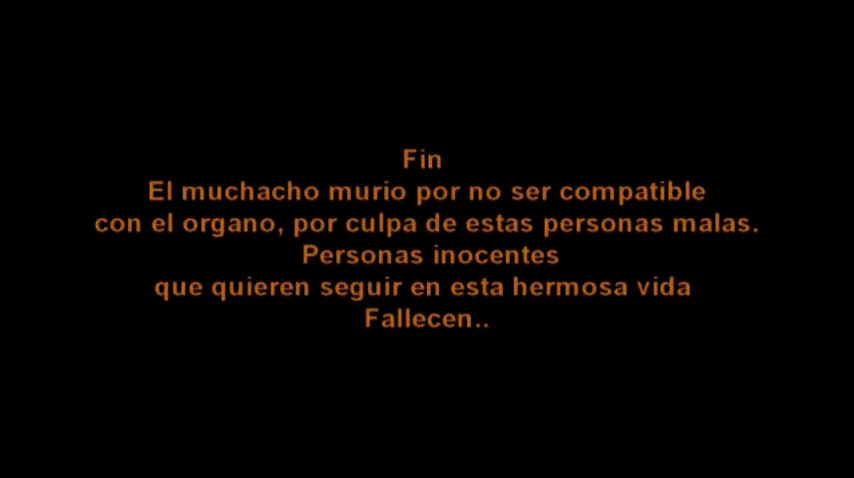 Fin
El muchacho murio por no ser compatible
con el organo, por culpa de estas personas malas.
Personas inocentes
que quieren seguir en esta hermosa vida
Fallecen..